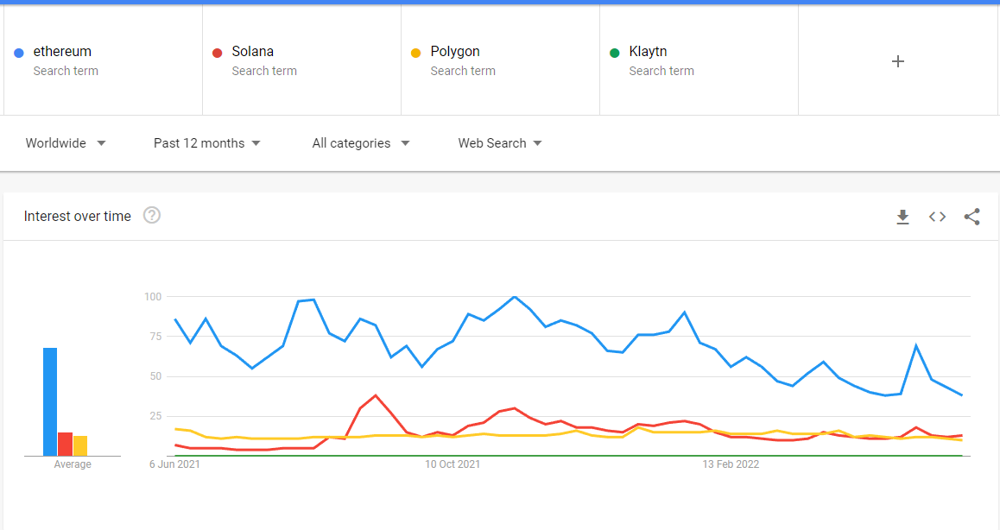 ethereum
Search term
Solana
Search term
Polygon
Search term
Klaytn
Search term
+
Worldwide
Past 12 months
All categories
Web Search
Interest over time
?
100
75
50
25
Average
6 Jun 2021
10 Oct 2021
13 Feb 2022